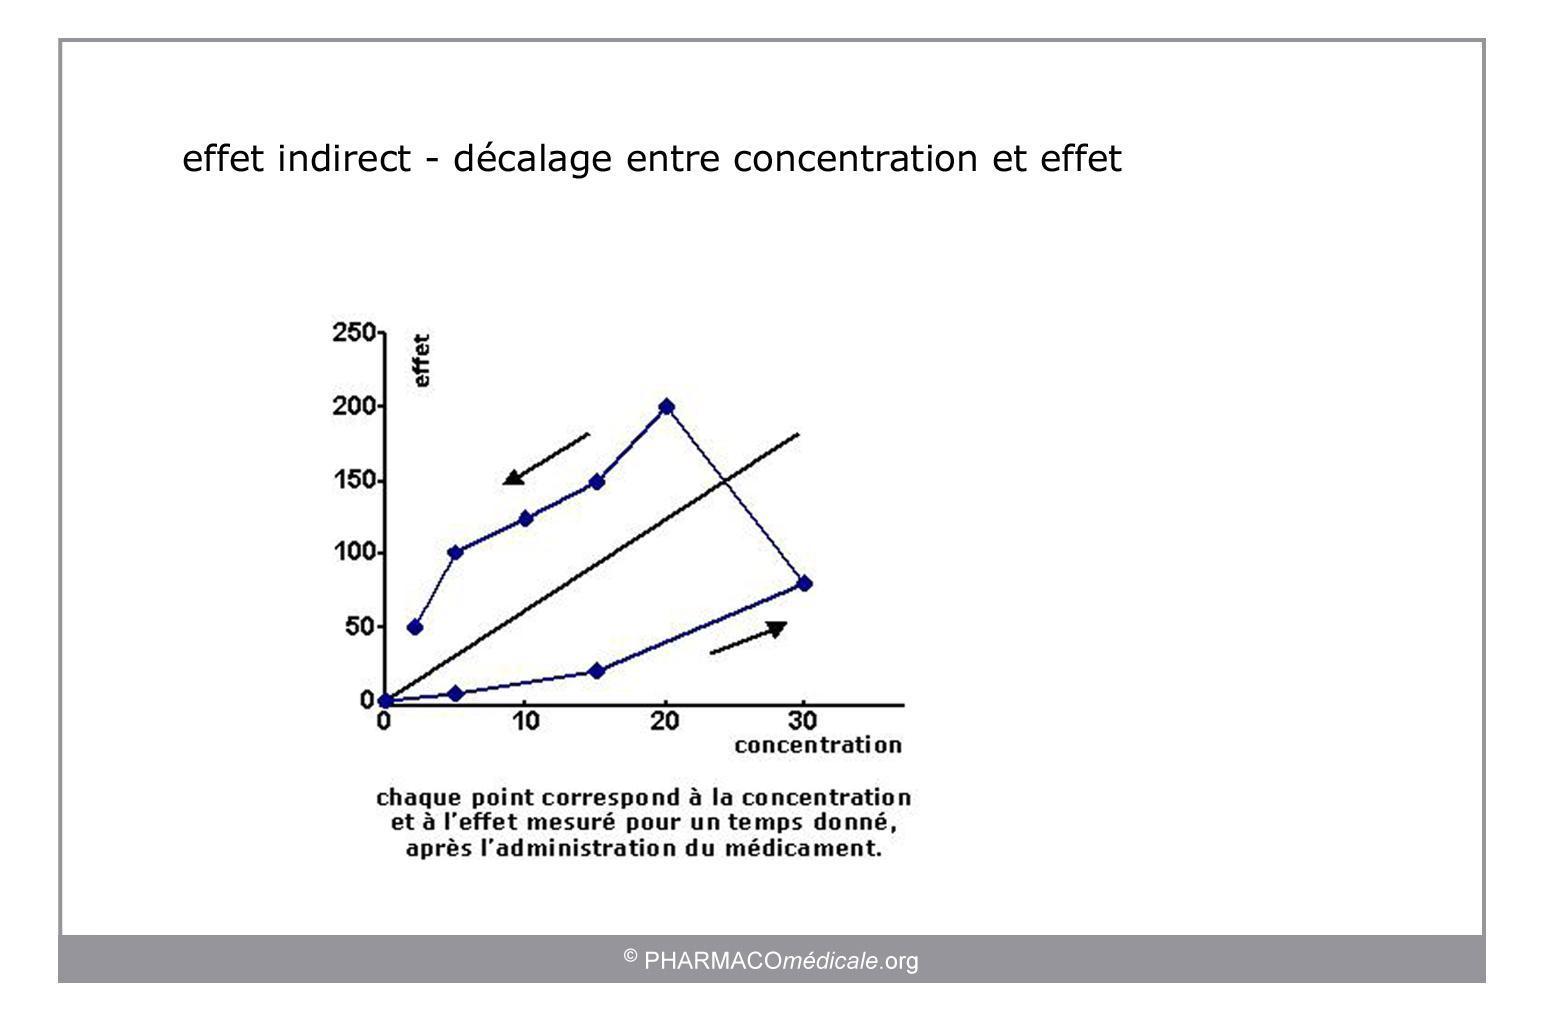 effet indirect - décalage entre concentration et effet
250
effet
200
150
100
50
0
0 10 20 30
concentration
chaque point correspond à la concentration
et à l'effet mesuré pour un temps donné,
après l'administration du médicament.
© PHARMACOmédicale.org